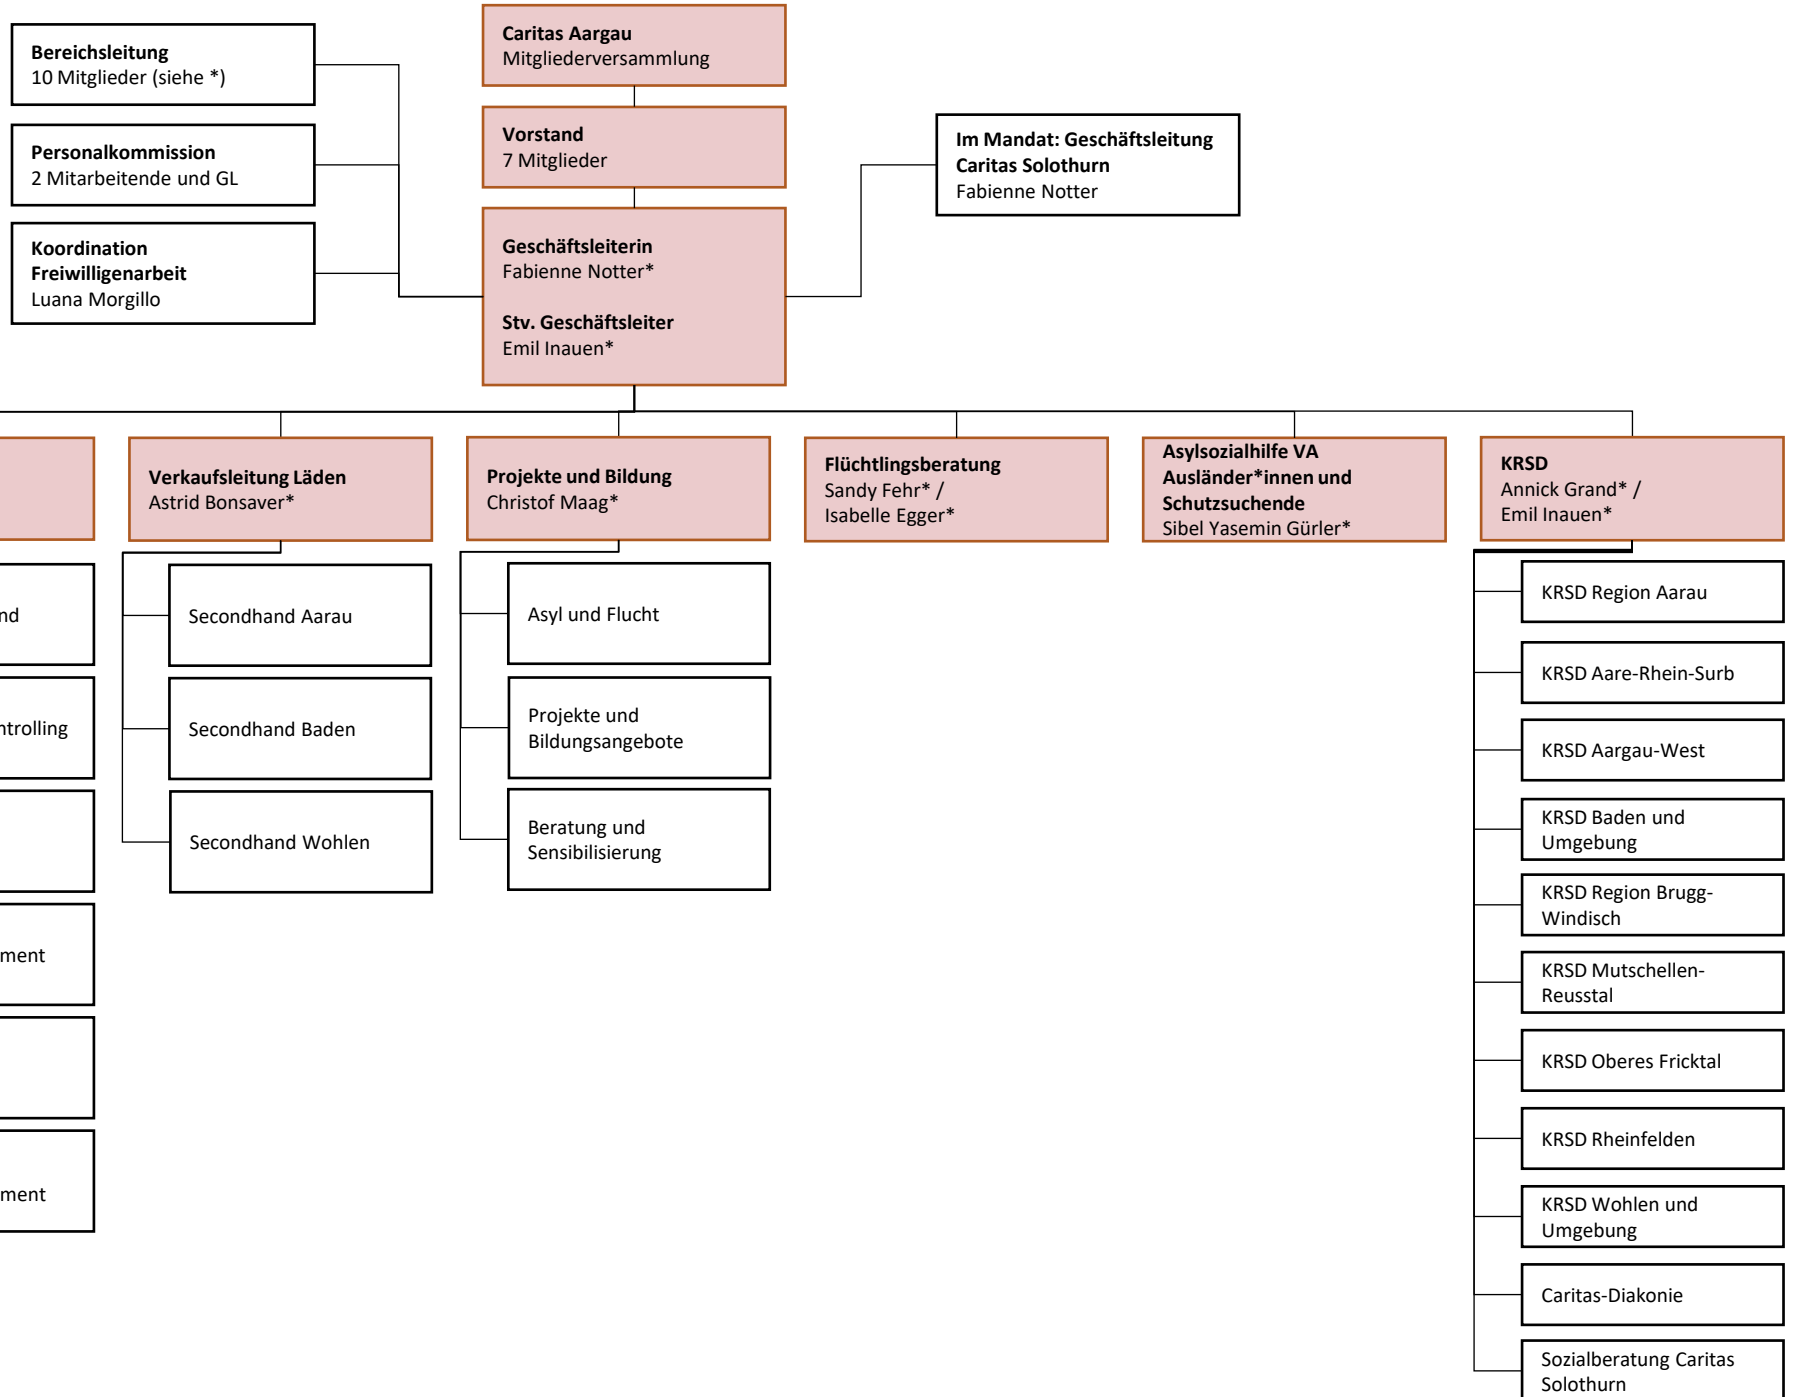 Bereichsleitung
10 Mitglieder (siehe *)
Personalkommission
2 Mitarbeitende und GL
Koordination
Freiwilligenarbeit
Luana Morgillo
Caritas Aargau
Mitgliederversammlung
Vorstand
7 Mitglieder
Geschäftsleiterin
Fabienne Notter*
Stv. Geschäftsleiter
Emil Inauen*
Im Mandat: Geschäftsleitung
Caritas Solothurn
Fabienne Notter
nd
ntrolling
ment
ment
Verkaufsleitung Läden
Astrid Bonsaver*
Secondhand Aarau
Secondhand Baden
Secondhand Wohlen
Projekte und Bildung
Christof Maag*
Asyl und Flucht
Projekte und
Bildungsangebote
Beratung und
Sensibilisierung
Flüchtlingsberatung
Sandy Fehr* /
Isabelle Egger*
Asylsozialhilfe VA
Ausländer*innen und
Schutzsuchende
Sibel Yasemin Gürler*
KRSD
Annick Grand* /
Emil Inauen*
KRSD Region Aarau
KRSD Aare-Rhein-Surb
KRSD Aargau-West
KRSD Baden und
Umgebung
KRSD Region Brugg-
Windisch
KRSD Mutschellen-
Reusstal
KRSD Oberes Fricktal
KRSD Rheinfelden
KRSD Wohlen und
Umgebung
Caritas-Diakonie
Sozialberatung Caritas
Solothurn